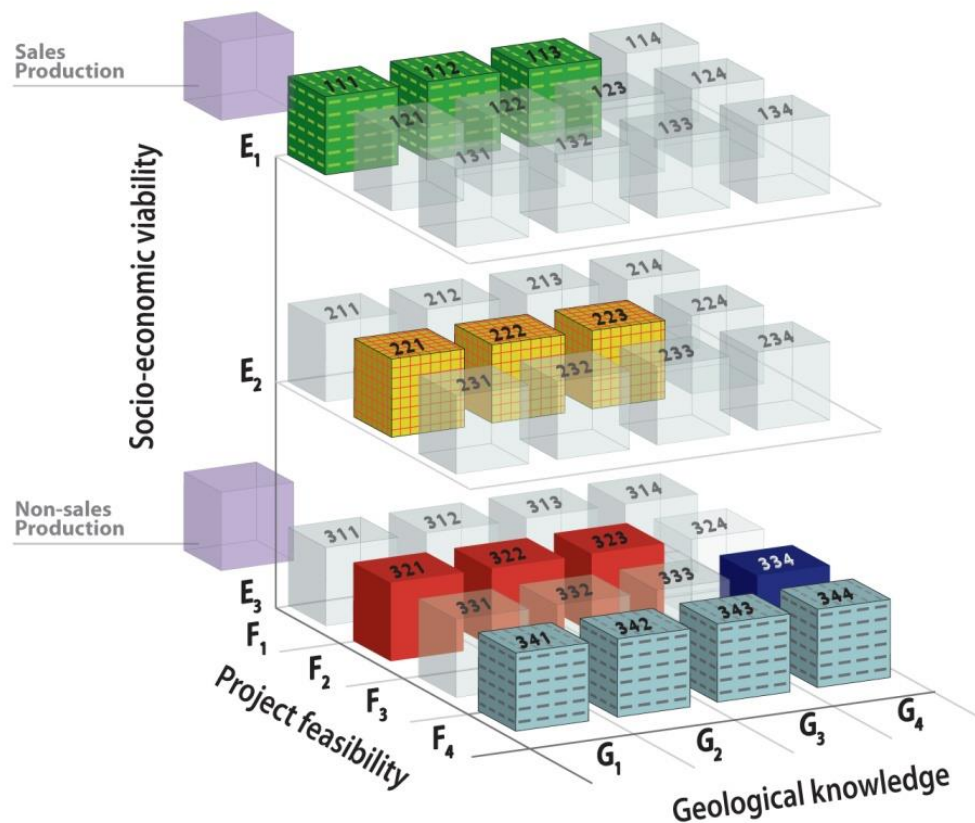 Sales
Production
111 112 113 114
121 122 123 124
131 132 133 134
E1
Socio-economic viability
211 212 213 214
221 222 223 224
231 232 233 234
E2
Non-sales
Production
311 312 313 314
321 322 323 324
331 332 333 334
341 342 343 344
E3
F1
F2
F3
F4
Project feasibility
G1
G2
G3
G4
Geological knowledge